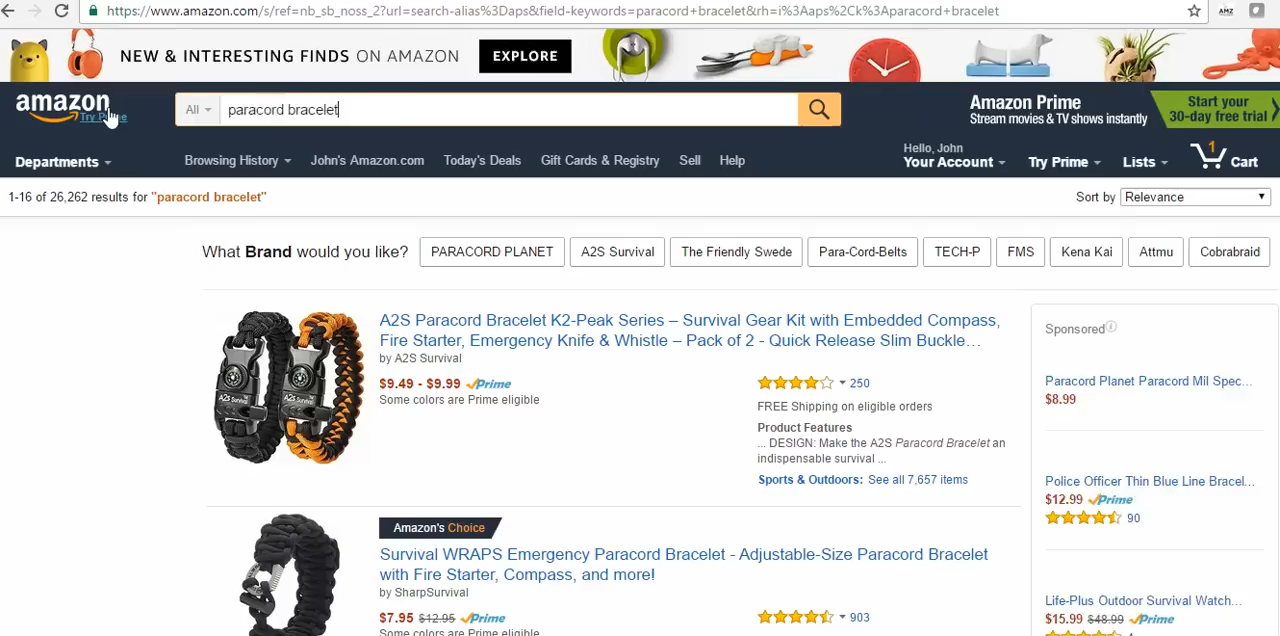 https://www.amazon.com/s/ref=nb_sb_noss_2?url=search-alias%3Daps&field-keywords=paracord+bracelet&rh=i%3Aaps%2Ck%3Aparacord+bracelet
AMZ
NEW & INTERESTING FINDS ON AMAZON EXPLORE
amazon
Try Prime
All paracord bracelet
Amazon Prime
Stream movies & TV shows instantly
Start your
30-day free trial
Departments
Browsing History John's Amazon.com Today's Deals Gift Cards & Registry Sell Help
Hello, John
Your Account Try Prime Lists 1 Cart
1-16 of 26,262 results for "paracord bracelet"
Sort by Relevance
What Brand would you like? PARACORD PLANET A2S Survival The Friendly Swede Para-Cord-Belts TECH-P FMS Kena Kai Attmu Cobrabraid
A2S Paracord Bracelet K2-Peak Series – Survival Gear Kit with Embedded Compass,
Fire Starter, Emergency Knife & Whistle – Pack of 2 - Quick Release Slim Buckle…
by A2S Survival
$9.49 - $9.99 Prime
Some colors are Prime eligible
250
FREE Shipping on eligible orders
Product Features
... DESIGN: Make the A2S Paracord Bracelet an
indispensable survival ...
Sports & Outdoors: See all 7,657 items
A2S Survival
A2S Survival
Amazon's Choice
Survival WRAPS Emergency Paracord Bracelet - Adjustable-Size Paracord Bracelet
with Fire Starter, Compass, and more!
by SharpSurvival
$7.95 $12.95 Prime
Some colors are Prime eligible
903
Sponsored
Paracord Planet Paracord Mil Spec...
$8.99
Police Officer Thin Blue Line Bracel...
$12.99 Prime
90
Life-Plus Outdoor Survival Watch...
$15.99 $48.99 Prime